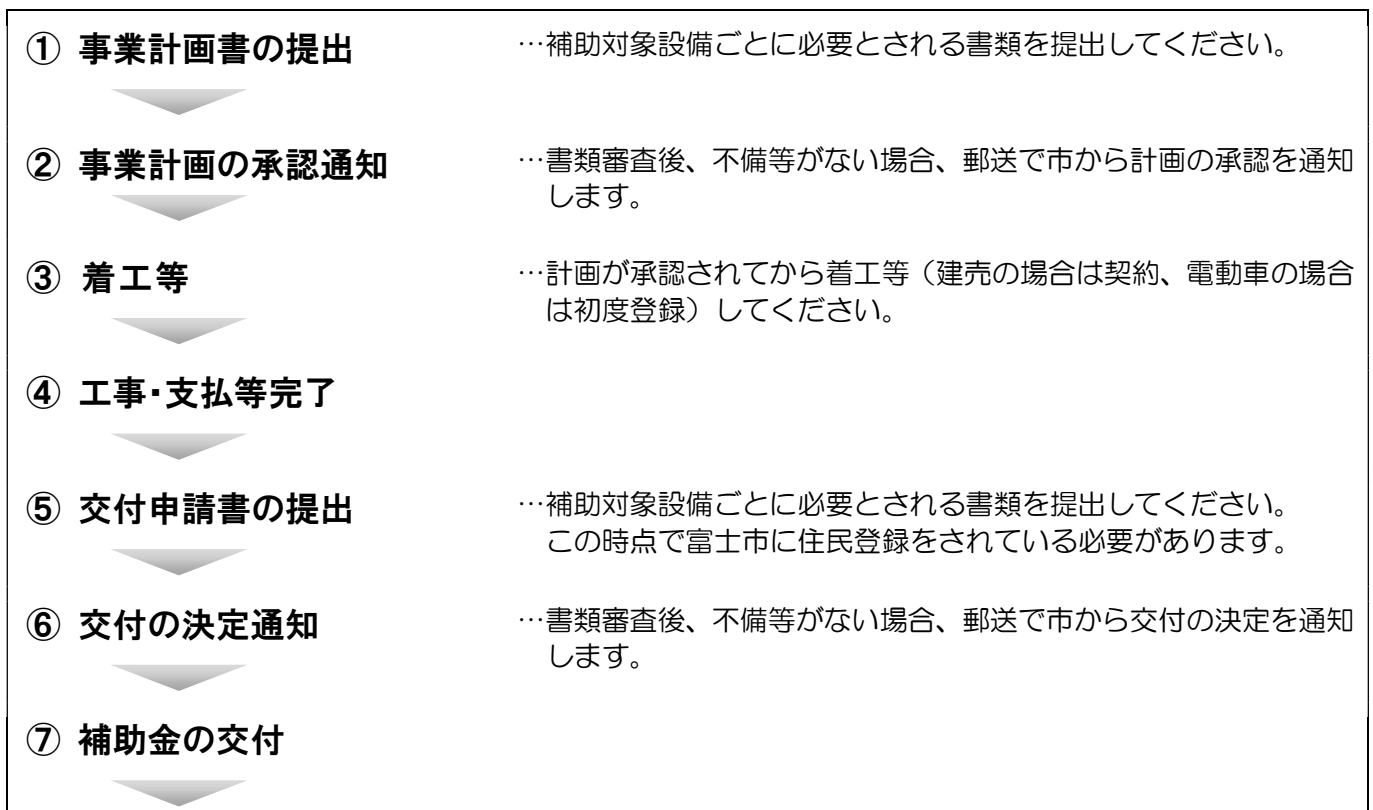 ① 事業計画書の提出 …補助対象設備ごとに必要とされる書類を提出してください。
② 事業計画の承認通知 …書類審査後、不備等がない場合、郵送で市から計画の承認を通知
します。
③ 着工等 …計画が承認されてから着工等（建売の場合は契約、電動車の場合
は初度登録）してください。
④ 工事・支払等完了
⑤ 交付申請書の提出 …補助対象設備ごとに必要とされる書類を提出してください。
この時点で富士市に住民登録をされている必要があります。
⑥ 交付の決定通知 …書類審査後、不備等がない場合、郵送で市から交付の決定を通知
します。
⑦ 補助金の交付